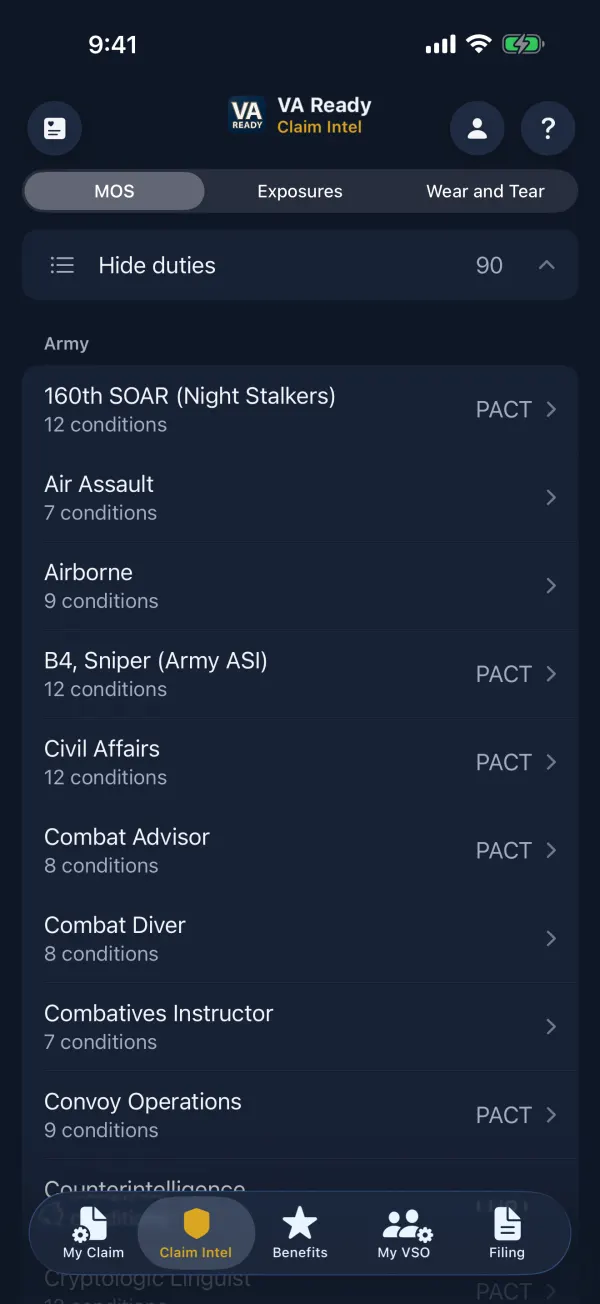 9:41
VA
READY
VA Ready
Claim Intel
?
MOS
Exposures
Wear and Tear
Hide duties
90
Army
160th SOAR (Night Stalkers)
12 conditions
PACT
Air Assault
7 conditions
Airborne
9 conditions
B4, Sniper (Army ASI)
12 conditions
PACT
Civil Affairs
12 conditions
PACT
Combat Advisor
8 conditions
PACT
Combat Diver
8 conditions
Combatives Instructor
7 conditions
Convoy Operations
9 conditions
PACT
Counterintelligence
My Claim
Claim Intel
Benefits
My VSO
Filing
Cryptologic Linguist
PACT